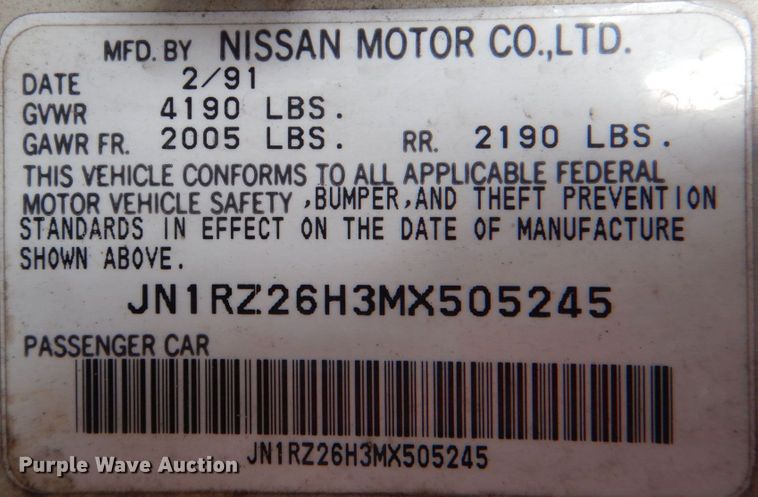 MFD. BY NISSAN MOTOR CO.,LTD.
DATE 2/91
GVWR 4190 LBS.
GAWR FR. 2005 LBS. RR. 2190 LBS.
THIS VEHICLE CONFORMS TO ALL APPLICABLE FEDERAL
MOTOR VEHICLE SAFETY ,BUMPER,AND THEFT PREVENTION
STANDARDS IN EFFECT ON THE DATE OF MANUFACTURE
SHOWN ABOVE.
JN1RZ26H3MX505245
PASSENGER CAR
JN1RZ26H3MX505245
Purple Wave Auction